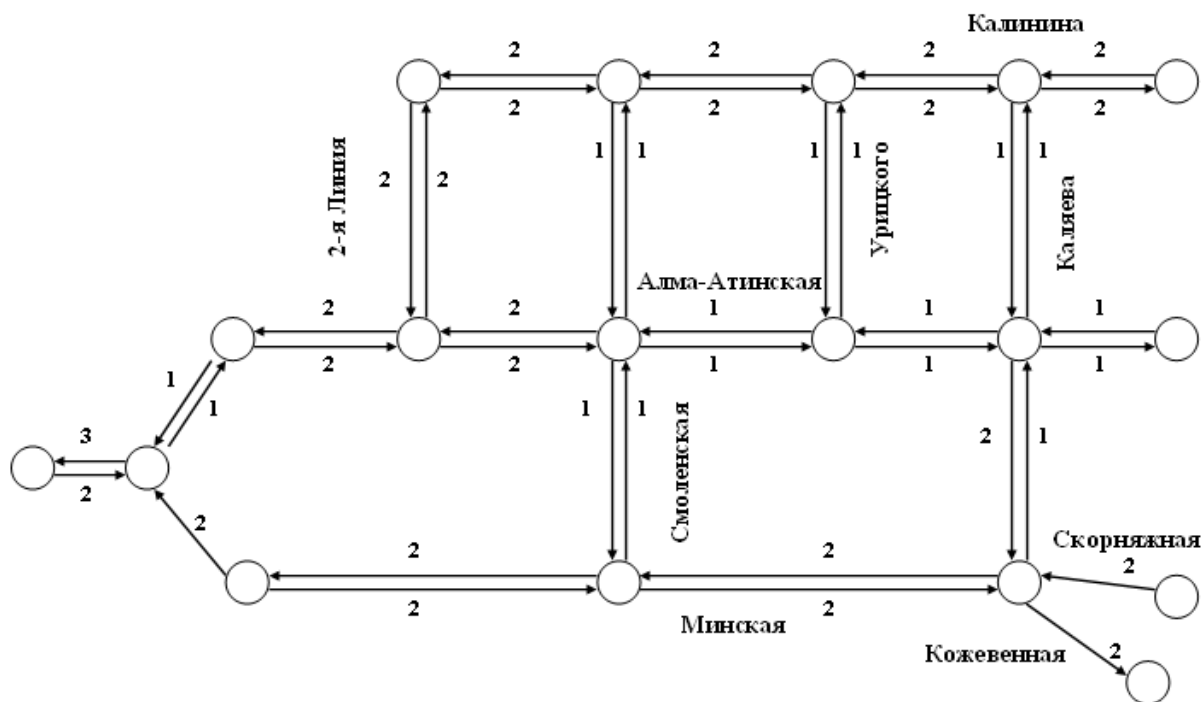 Калинина
2 2 2 2
2 2 2 2
2-я Линия
2 2
1 1
1 1
Урицкого
1 1
Каляева
Алма-Атинская
2 2 1 1 1
2 2 1 1 1
1
1
3
2
2
1 1
Смоленская
2 1
Скорняжная
2
2 2
2 2
Минская
Кожевенная
2